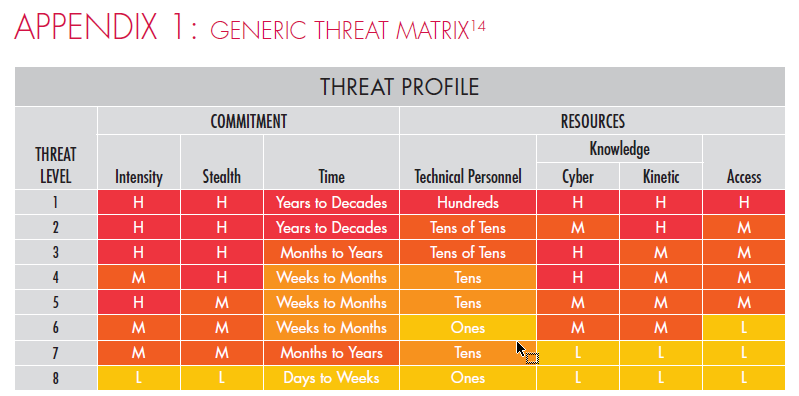 APPENDIX 1: GENERIC THREAT MATRIX14
THREAT PROFILE
COMMITMENT RESOURCES
THREAT LEVEL Intensity Stealth Time Technical Personnel Knowledge Cyber Kinetic Access
1 H H Years to Decades Hundreds H H H
2 H H Years to Decades Tens of Tens M H M
3 H H Months to Years Tens of Tens H M M
4 M H Weeks to Months Tens H M M
5 H M Weeks to Months Tens M M M
6 M M Weeks to Months Ones M M L
7 M M Months to Years Tens L L L
8 L L Days to Weeks Ones L L L